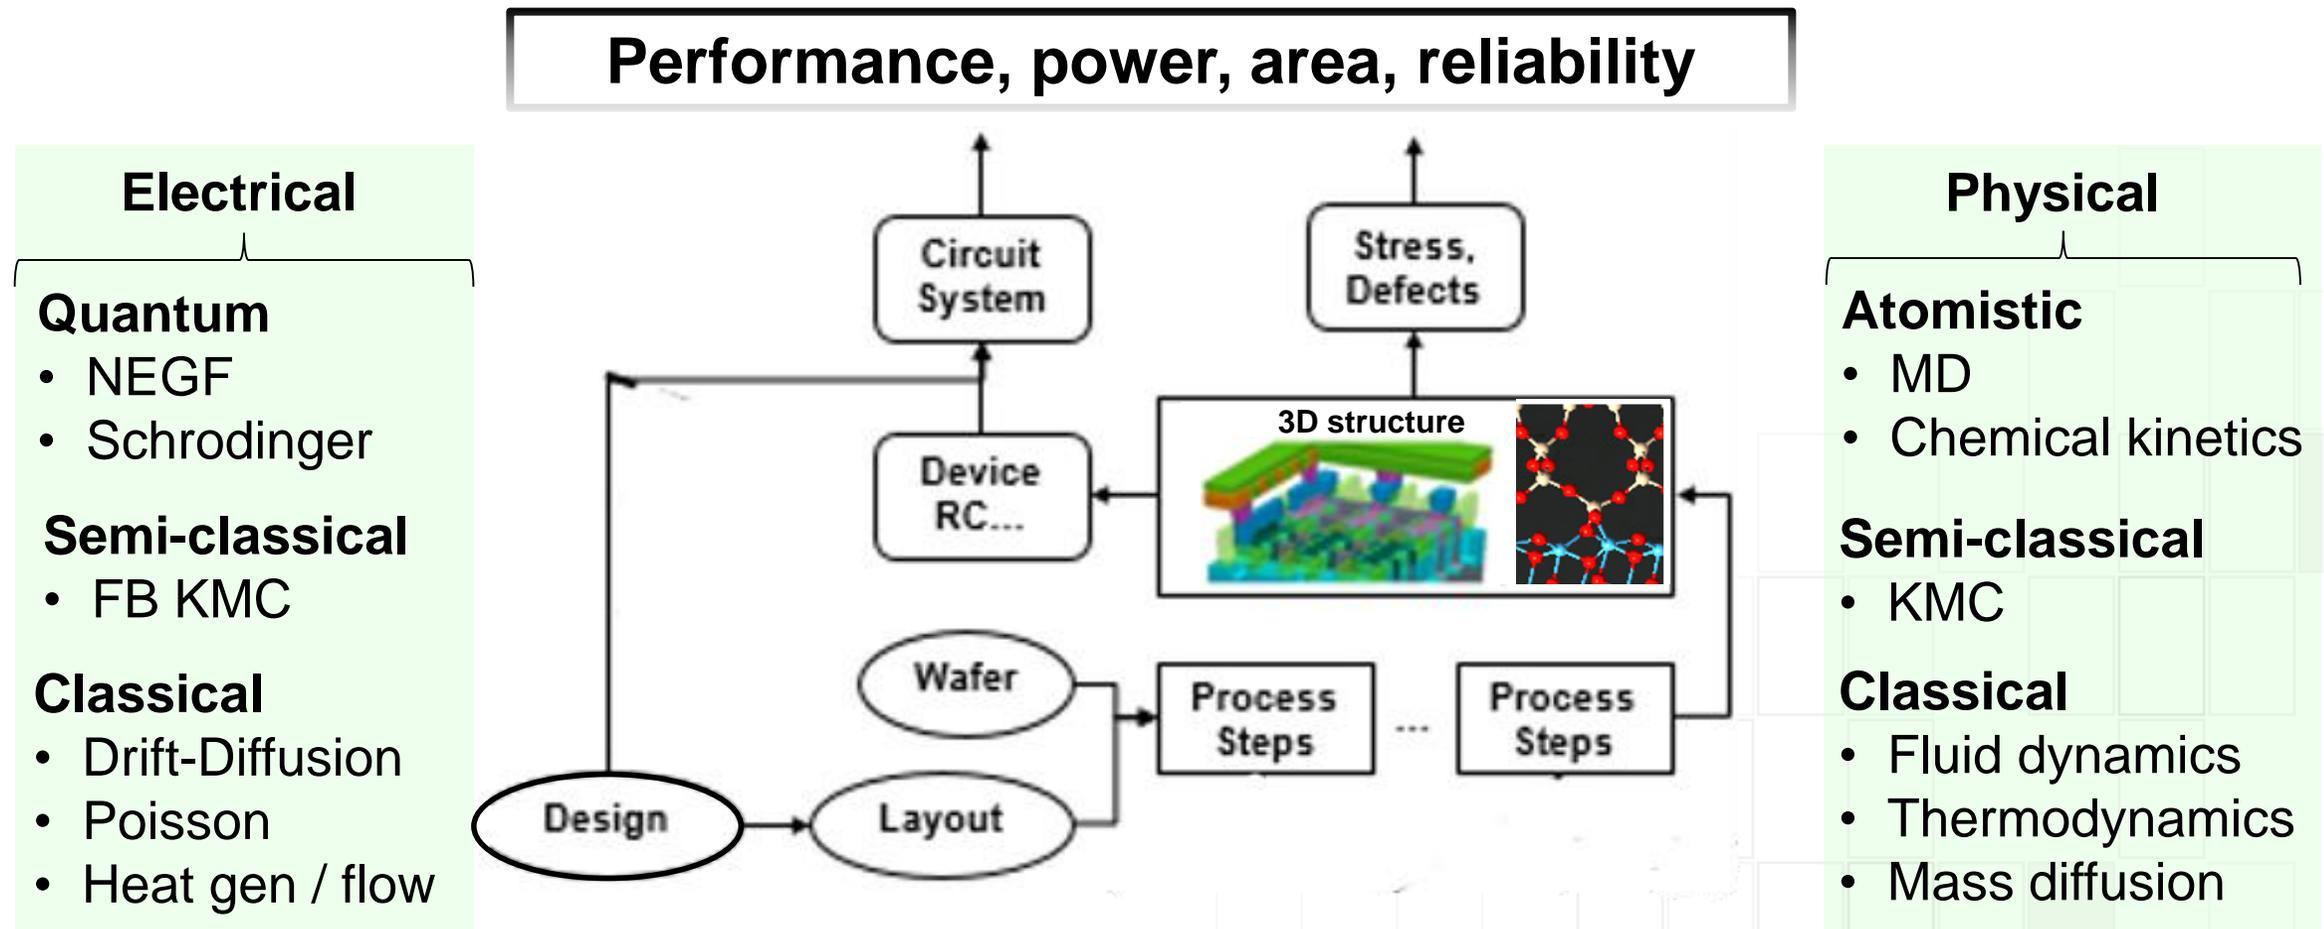 Performance, power, area, reliability
Electrical
Quantum
• NEGF
• Schrodinger
Semi-classical
• FB KMC
Classical
• Drift-Diffusion
• Poisson
• Heat gen / flow
Circuit
System
Stress,
Defects
Device
RC...
3D structure
Wafer
Process
Steps
...
Process
Steps
Design
Layout
Physical
Atomistic
• MD
• Chemical kinetics
Semi-classical
• KMC
Classical
• Fluid dynamics
• Thermodynamics
• Mass diffusion